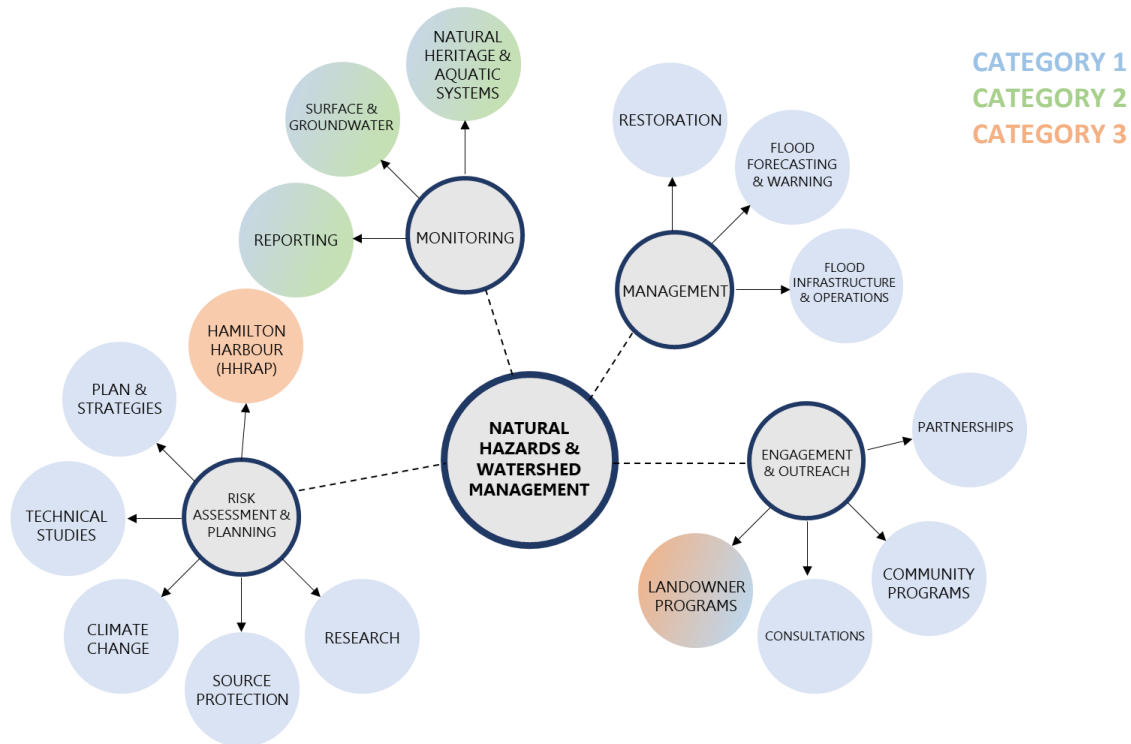 NATURAL
HERITAGE &
AQUATIC
SYSTEMS
SURFACE &
GROUNDWATER
REPORTING
MONITORING
RESTORATION
FLOOD
FORECASTING
& WARNING
FLOOD
INFRASTRUCTURE
& OPERATIONS
MANAGEMENT
CATEGORY 1
CATEGORY 2
CATEGORY 3
HAMILTON
HARBOUR
(HHRAP)
PLAN &
STRATEGIES
TECHNICAL
STUDIES
RISK
ASSESSMENT &
PLANNING
CLIMATE
CHANGE
SOURCE
PROTECTION
RESEARCH
NATURAL
HAZARDS &
WATERSHED
MANAGEMENT
ENGAGEMENT
& OUTREACH
PARTNERSHIPS
LANDOWNER
PROGRAMS
CONSULTATIONS
COMMUNITY
PROGRAMS